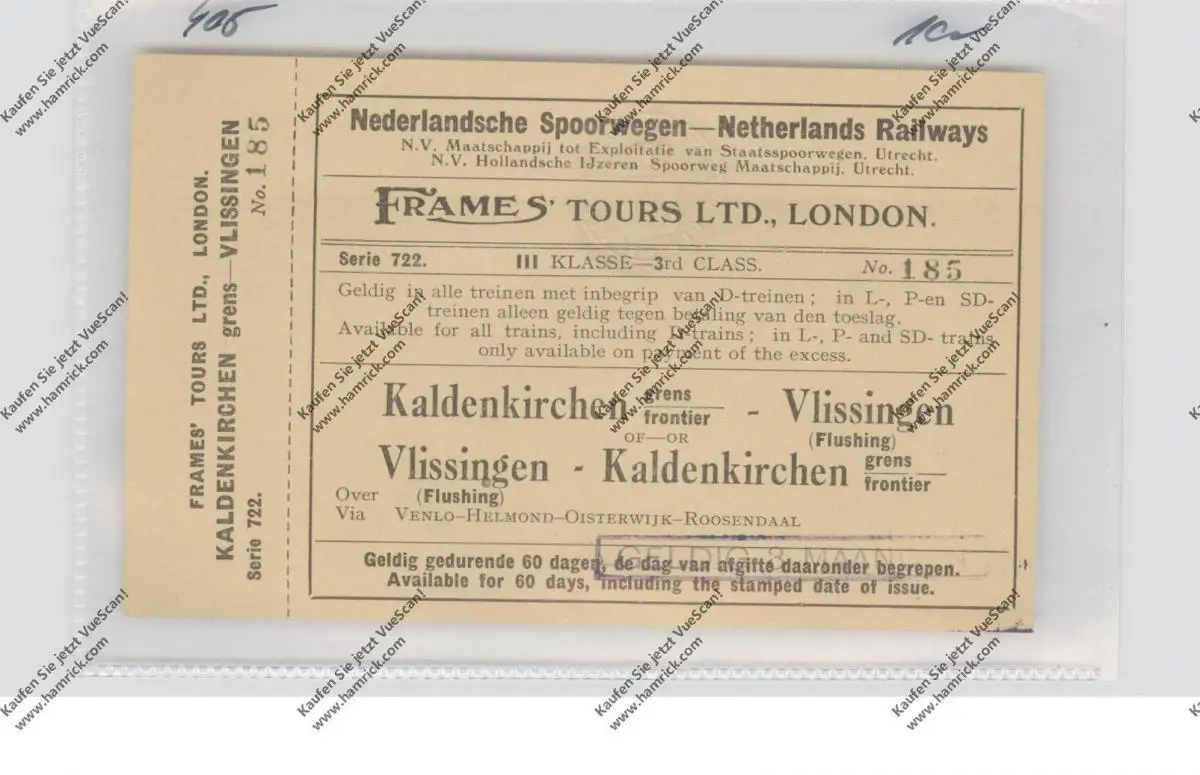 Nederlandsche Spoorwegen—Netherlands Railways
N.V. Maatschappij tot Exploitatie van Staatsspoorwegen, Utrecht.
N.V. Hollandsche IJzeren Spoorweg Maatschappij, Utrecht.
FRAMES' TOURS LTD., LONDON.
Serie 722. III KLASSE—3rd CLASS. No. 185
Geldig in alle treinen met inbegrip van D-treinen; in L-, P-en SD-
treinen alleen geldig tegen betaling van den toeslag.
Available for all trains, including D-trains; in L-, P- and SD- trains
only available on payment of the excess.
Kaldenkirchen grens frontier - Vlissingen
OF—OR (Flushing)
Vlissingen - Kaldenkirchen grens frontier
Over (Flushing)
Via VENLO-HELMOND-OISTERWIJK-ROOSENDAAL
GELDIG 3 MAAN
Geldig gedurende 60 dagen, de dag van afgifte daaronder begrepen.
Available for 60 days, including the stamped date of issue.
FRAMES' TOURS LTD., LONDON.
KALDENKIRCHEN grens—VLISSINGEN
Serie 722. No. 185
Kaufen Sie jetzt VueScan!
www.hamrick.com